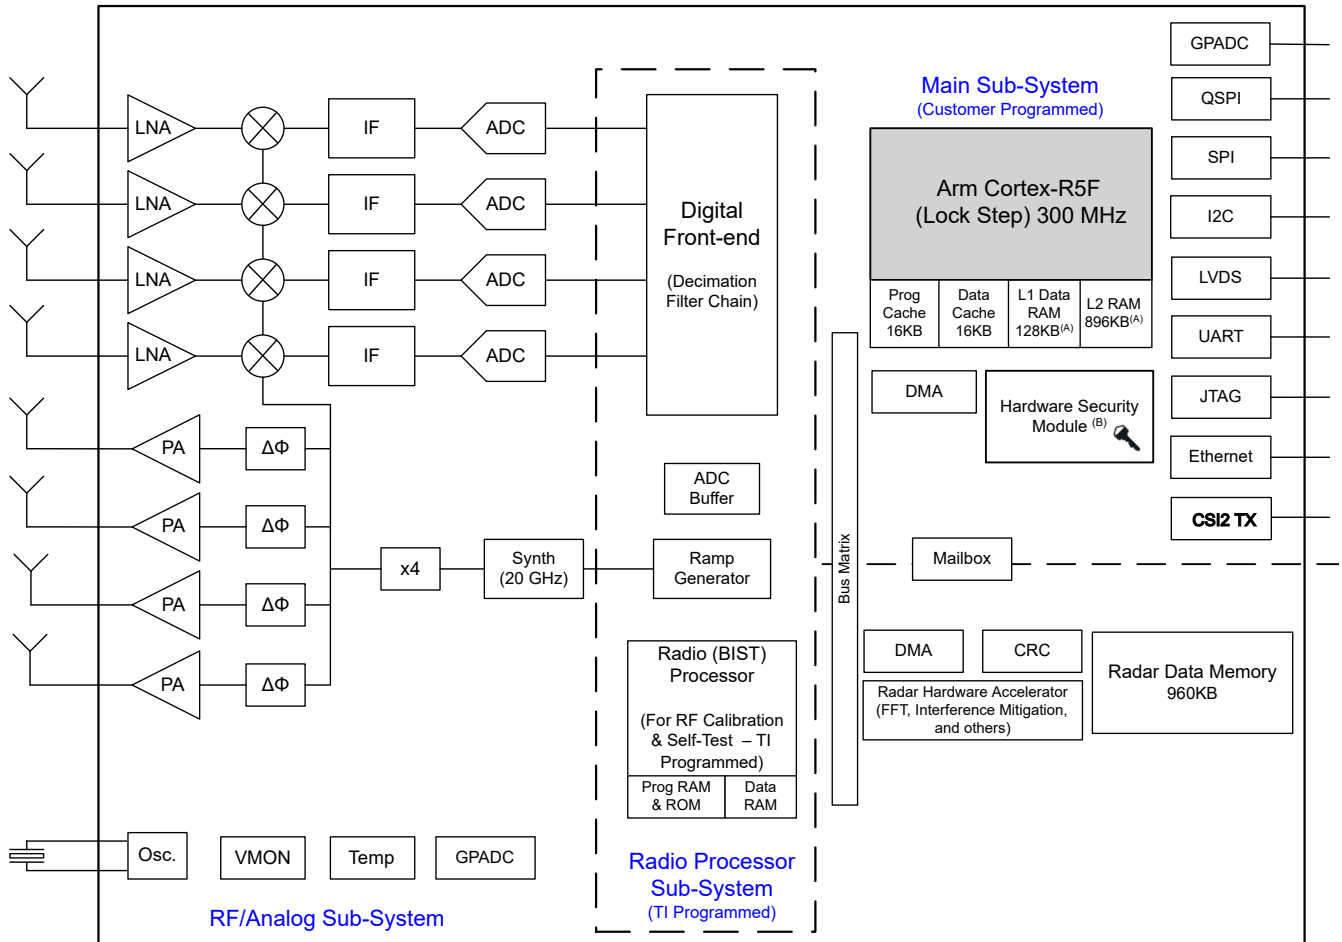 LNA
IF
ADC
LNA
IF
ADC
LNA
IF
ADC
LNA
IF
ADC
PA
ΔΦ
PA
ΔΦ
PA
ΔΦ
PA
ΔΦ
x4
Synth
(20 GHz)
Osc.
VMON
Temp
GPADC
RF/Analog Sub-System
Digital
Front-end
(Decimation
Filter Chain)
ADC
Buffer
Ramp
Generator
Radio (BIST)
Processor
(For RF Calibration
& Self-Test – TI
Programmed)
Prog RAM
& ROM
Data
RAM
Radio Processor
Sub-System
(TI Programmed)
Bus Matrix
Main Sub-System
(Customer Programmed)
Arm Cortex-R5F
(Lock Step) 300 MHz
Prog
Cache
16KB
Data
Cache
16KB
L1 Data
RAM
128KB(A)
L2 RAM
896KB(A)
DMA
Hardware Security
Module (B)
Mailbox
DMA
CRC
Radar Hardware Accelerator
(FFT, Interference Mitigation,
and others)
Radar Data Memory
960KB
GPADC
QSPI
SPI
I2C
LVDS
UART
JTAG
Ethernet
CSI2 TX